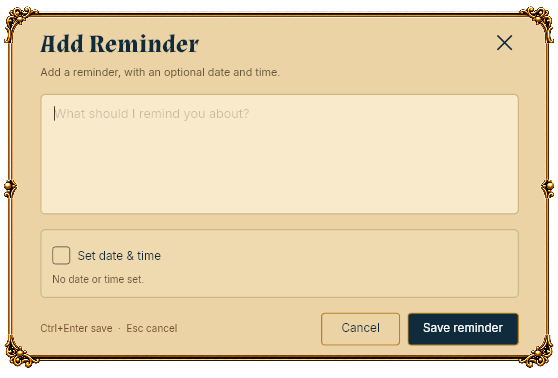 Add Reminder
Add a reminder, with an optional date and time.
What should I remind you about?
Set date & time
No date or time set.
Ctrl+Enter save · Esc cancel
Cancel
Save reminder